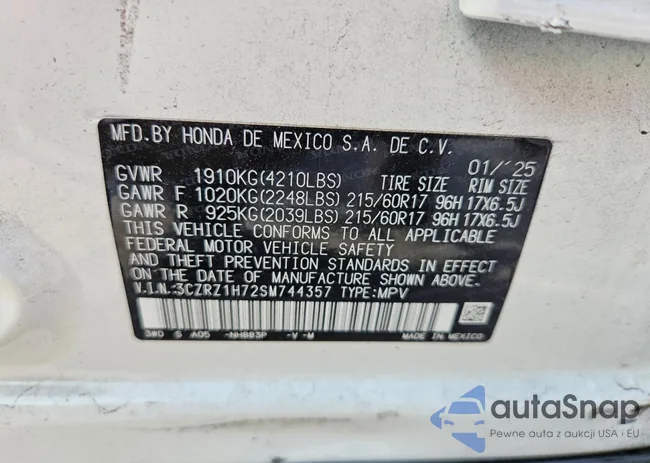 MFD.BY HONDA DE MEXICO S.A. DE C.V.
01/'25
GVWR 1910KG(4210LBS) TIRE SIZE RIM SIZE
GAWR F 1020KG(2248LBS) 215/60R17 96H 17X6.5J
GAWR R 925KG(2039LBS) 215/60R17 96H 17X6.5J
THIS VEHICLE CONFORMS TO ALL APPLICABLE
FEDERAL MOTOR VEHICLE SAFETY
AND THEFT PREVENTION STANDARDS
IN EFFECT ON THE DATE OF MANUFACTURE SHOWN ABOVE.
V.I.N.:3CZRZ1H72SM744357 TYPE:MPV
3W0 S A05 -NH883P -V -M MADE IN MEXICO
autaSnap
Pewne auta z aukcji USA i EU